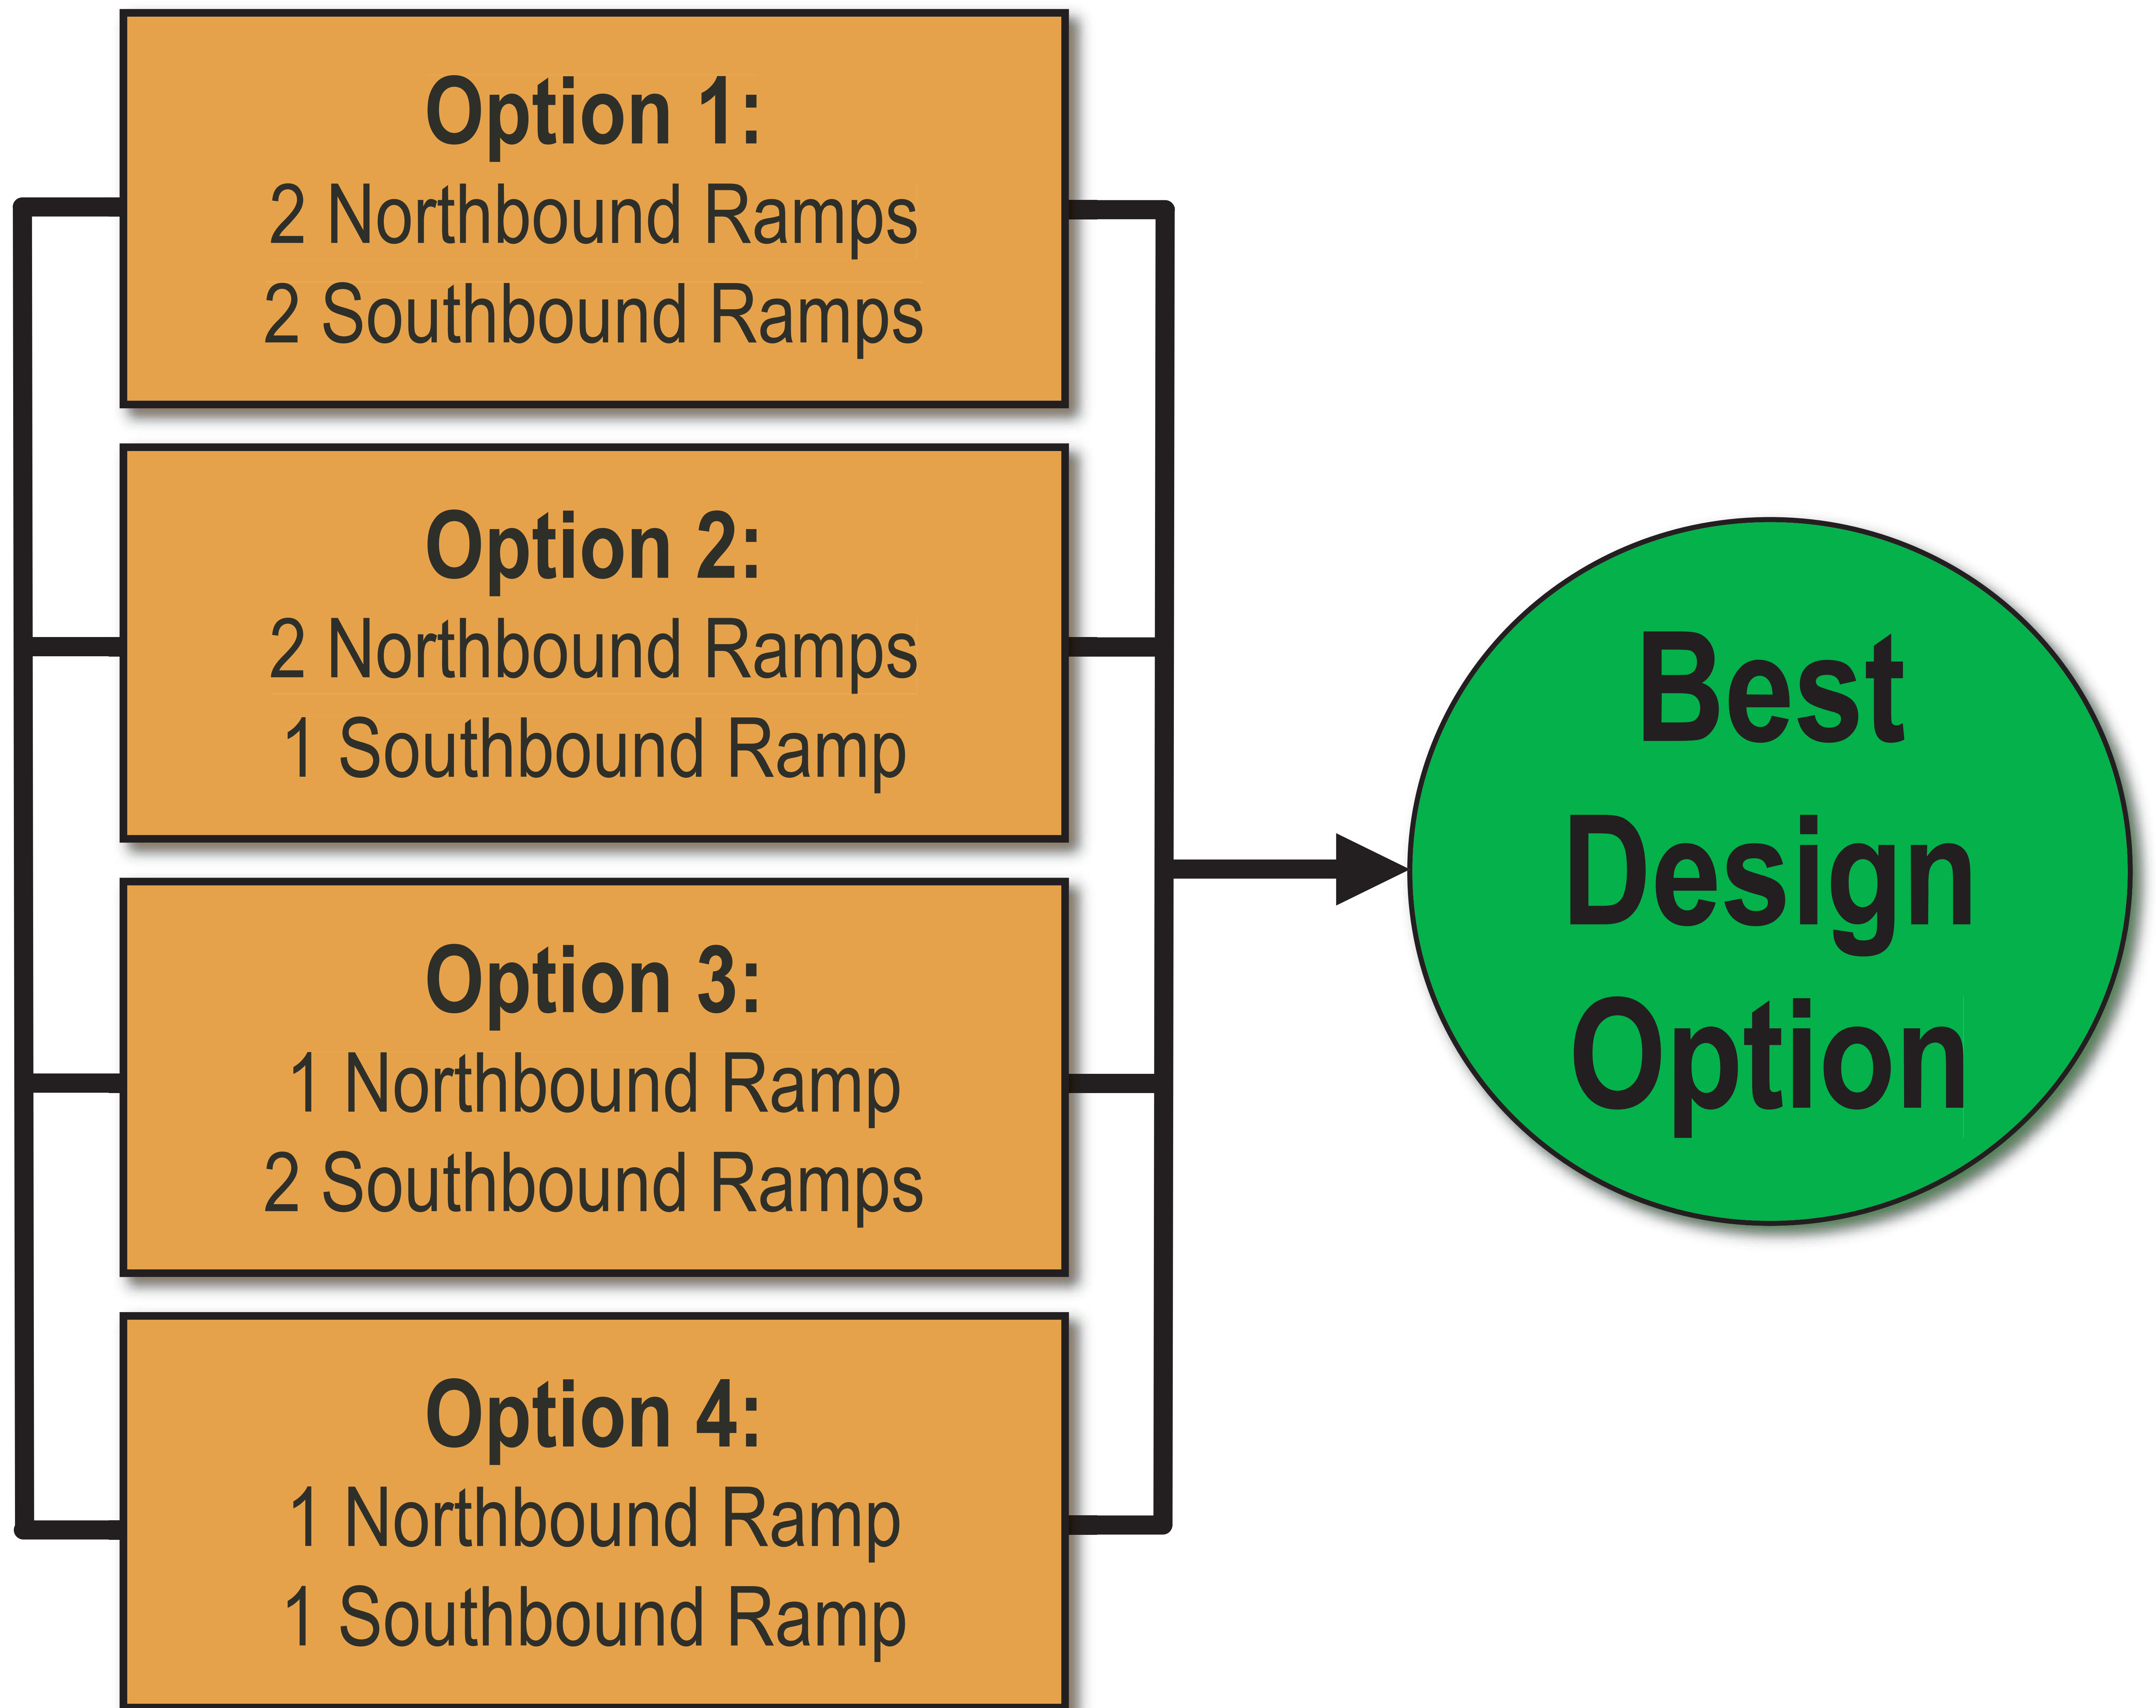 Option 1:
2 Northbound Ramps
2 Southbound Ramps
Option 2:
2 Northbound Ramps
1 Southbound Ramp
Option 3:
1 Northbound Ramp
2 Southbound Ramps
Option 4:
1 Northbound Ramp
1 Southbound Ramp
Best
Design
Option